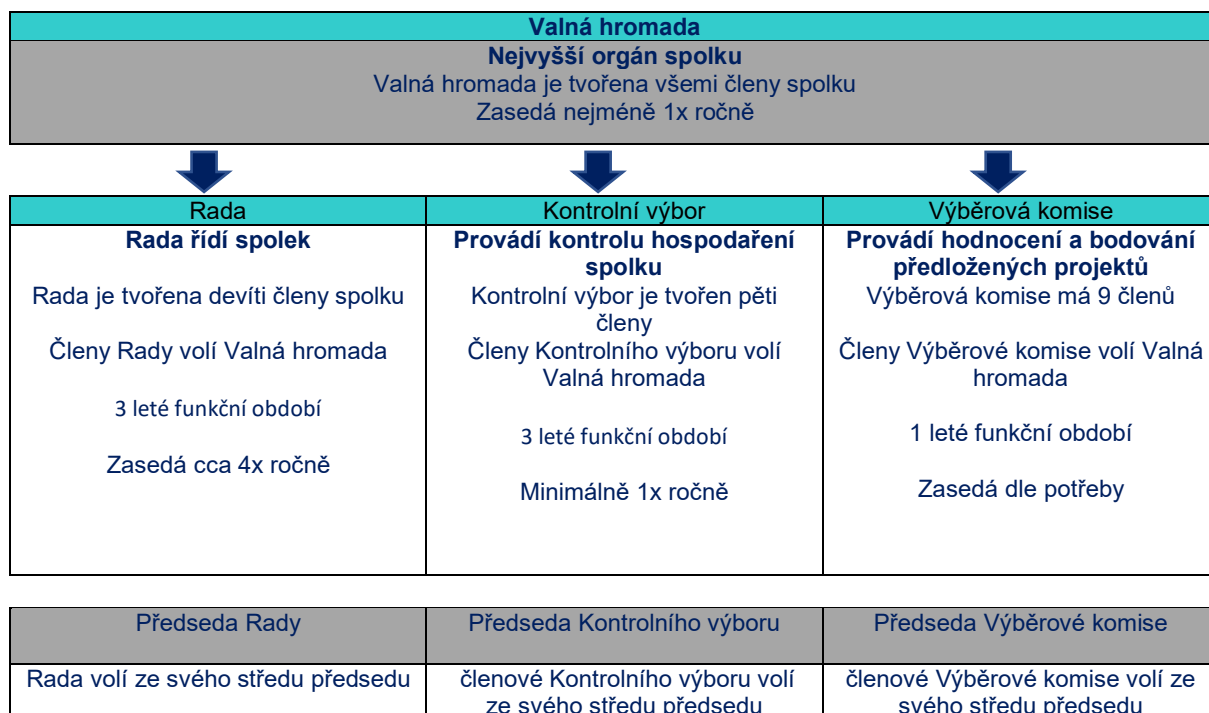 Valná hromada
Nejvyšší orgán spolku
Valná hromada je tvořena všemi členy spolku
Zasedá nejméně 1x ročně
Rada
Rada řídí spolek
Rada je tvořena devíti členy spolku
Členy Rady volí Valná hromada
3 leté funkční období
Zasedá cca 4x ročně
Kontrolní výbor
Provádí kontrolu hospodaření
spolku
Kontrolní výbor je tvořen pěti
členy
Členy Kontrolního výboru volí
Valná hromada
3 leté funkční období
Minimálně 1x ročně
Výběrová komise
Provádí hodnocení a bodování
předložených projektů
Výběrová komise má 9 členů
Členy Výběrové komise volí Valná
hromada
1 leté funkční období
Zasedá dle potřeby
Předseda Rady
Rada volí ze svého středu předsedu
Předseda Kontrolního výboru
členové Kontrolního výboru volí
ze svého středu předsedu
Předseda Výběrové komise
členové Výběrové komise volí ze
svého středu předsedu